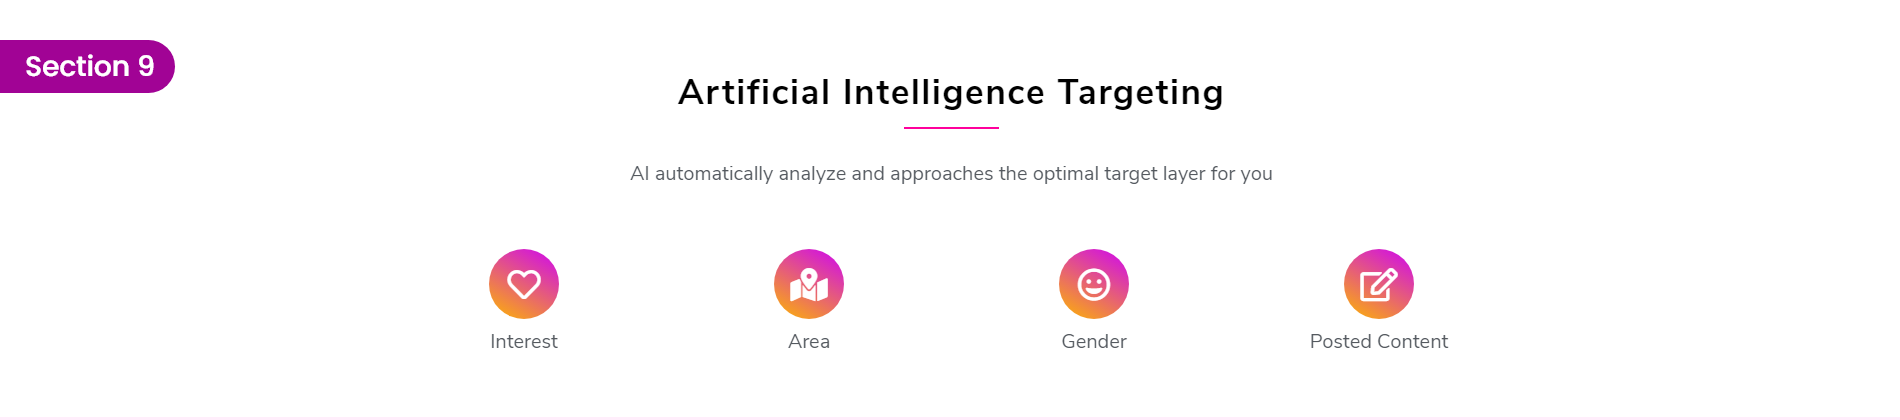 Section 9
Artificial Intelligence Targeting
AI automatically analyze and approaches the optimal target layer for you
Interest
Area
Gender
Posted Content